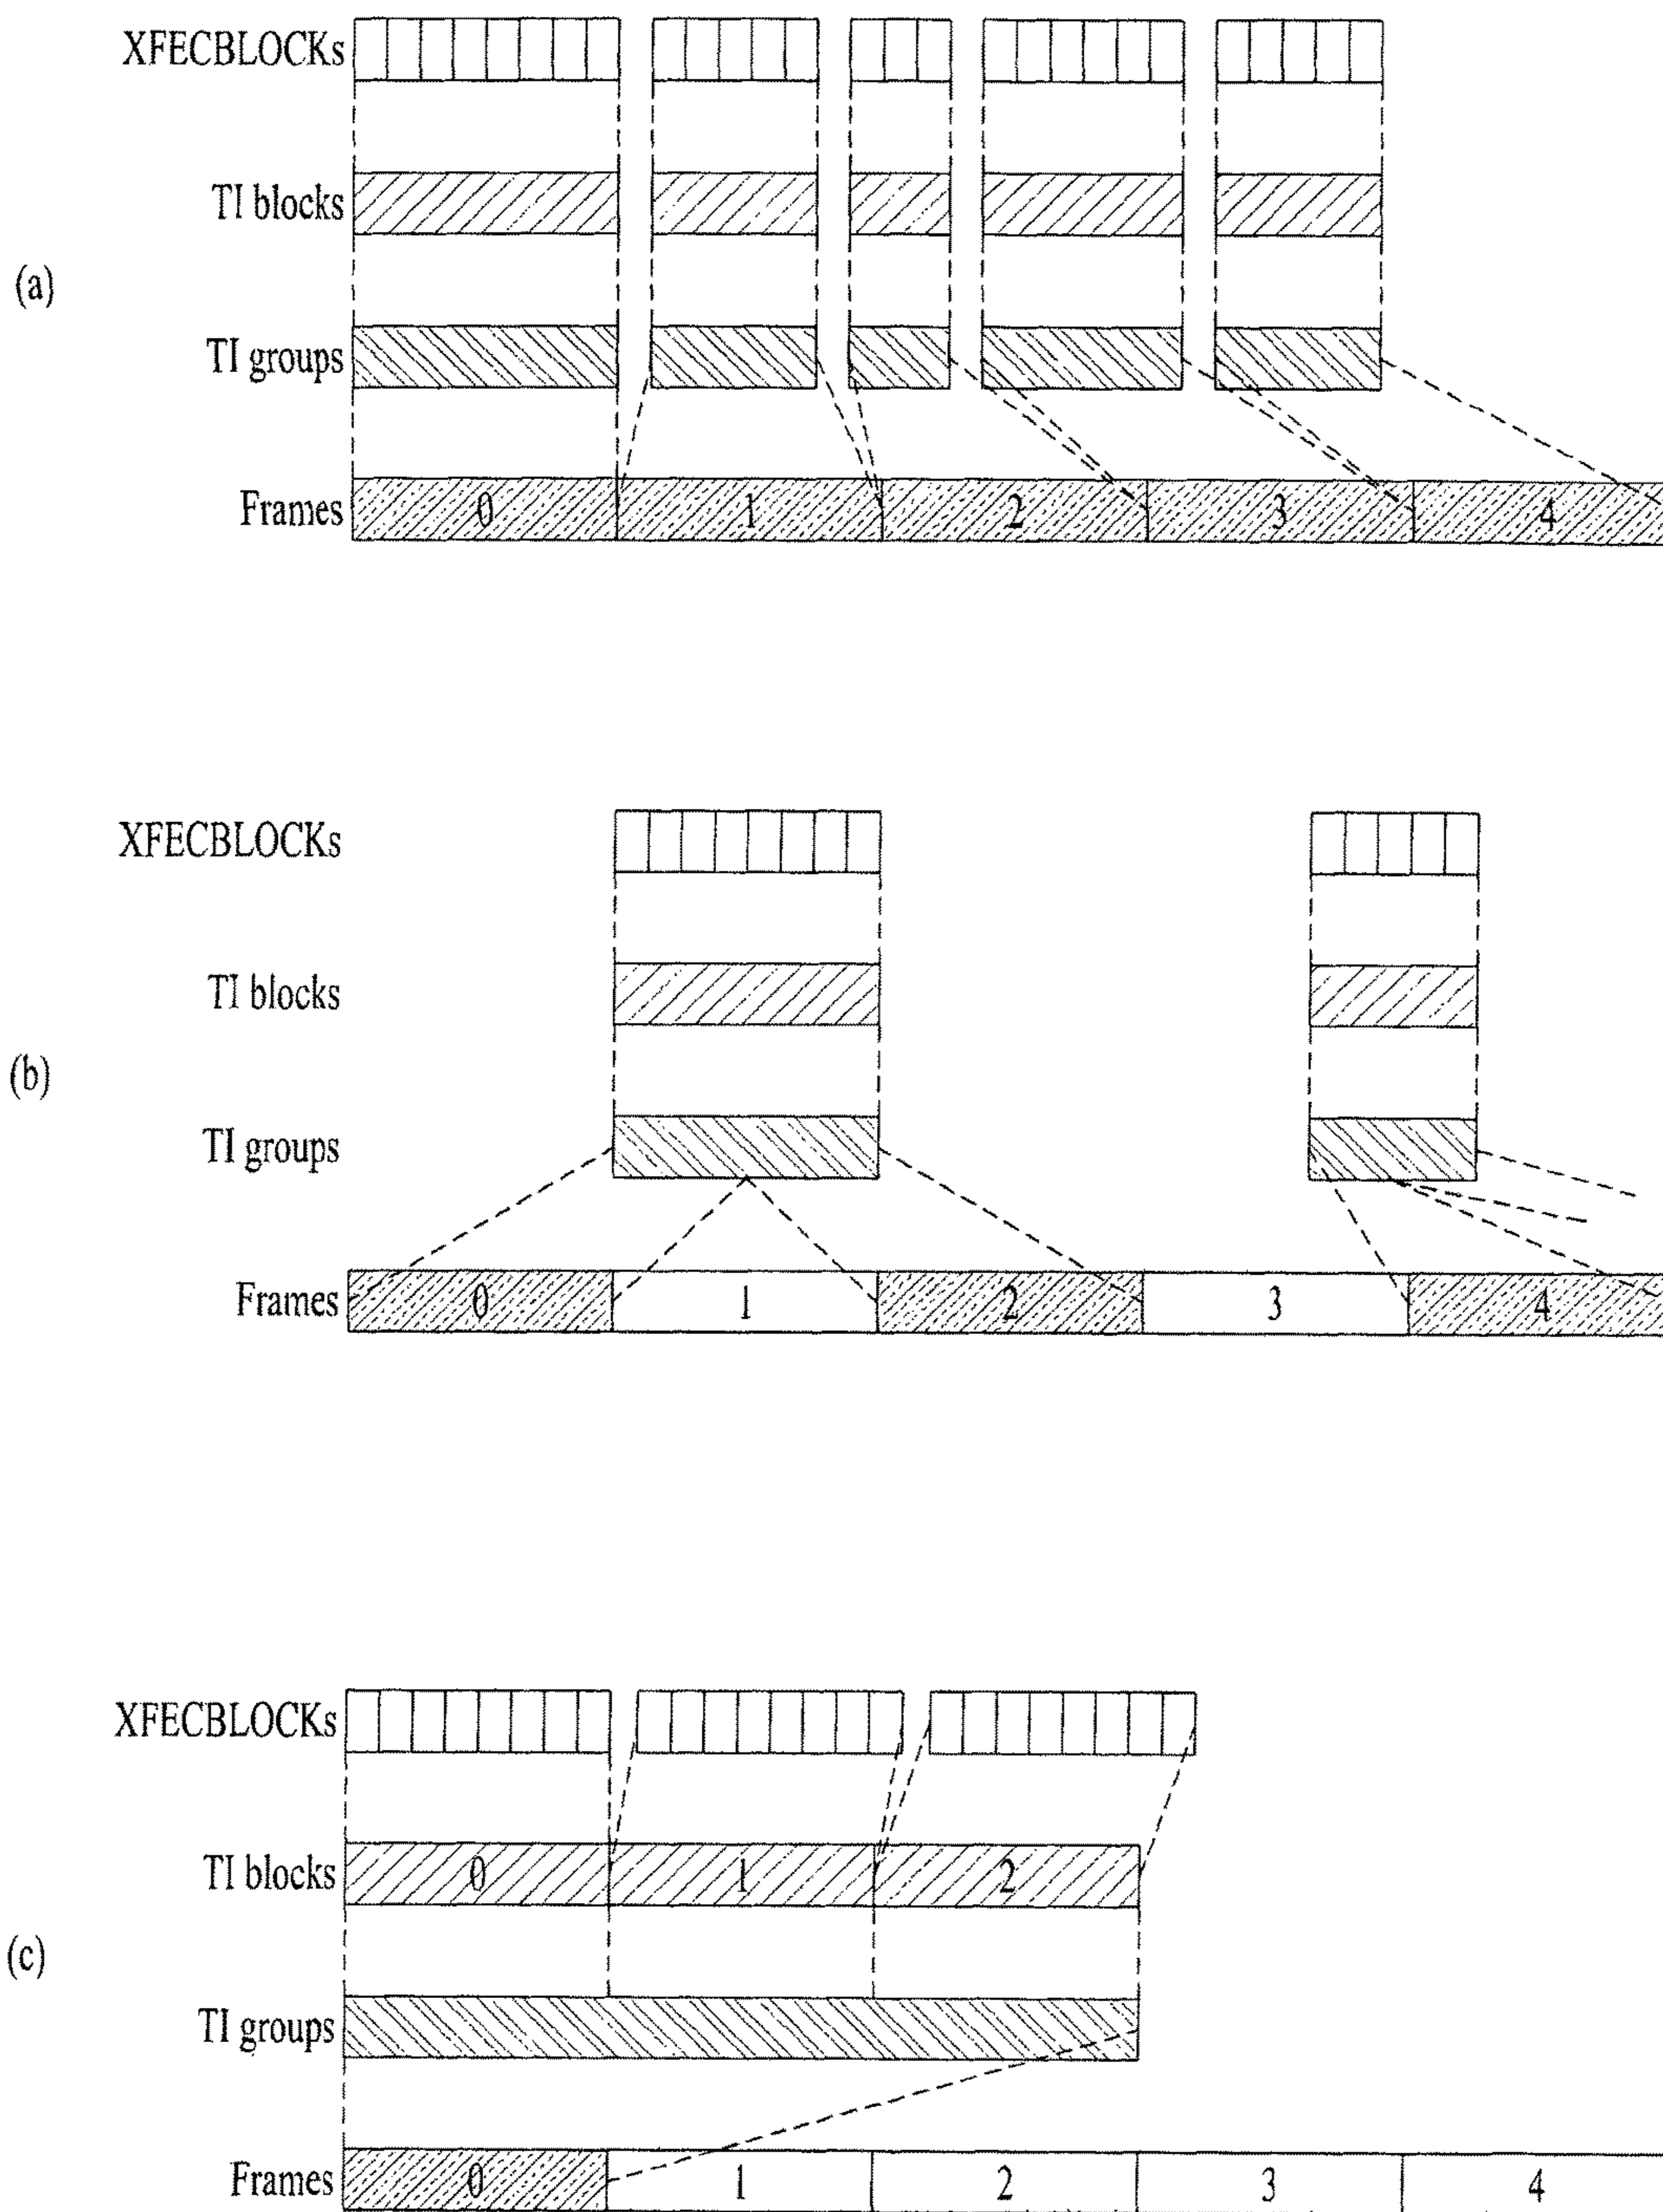 XFECBLOCKs
TI blocks
(a)
TI groups
Frames 0 1 2 3 4
XFECBLOCKs
TI blocks
(b)
TI groups
Frames 0 1 2 3 4
XFECBLOCKs
TI blocks 0 1 2
(c)
TI groups
Frames 0 1 2 3 4